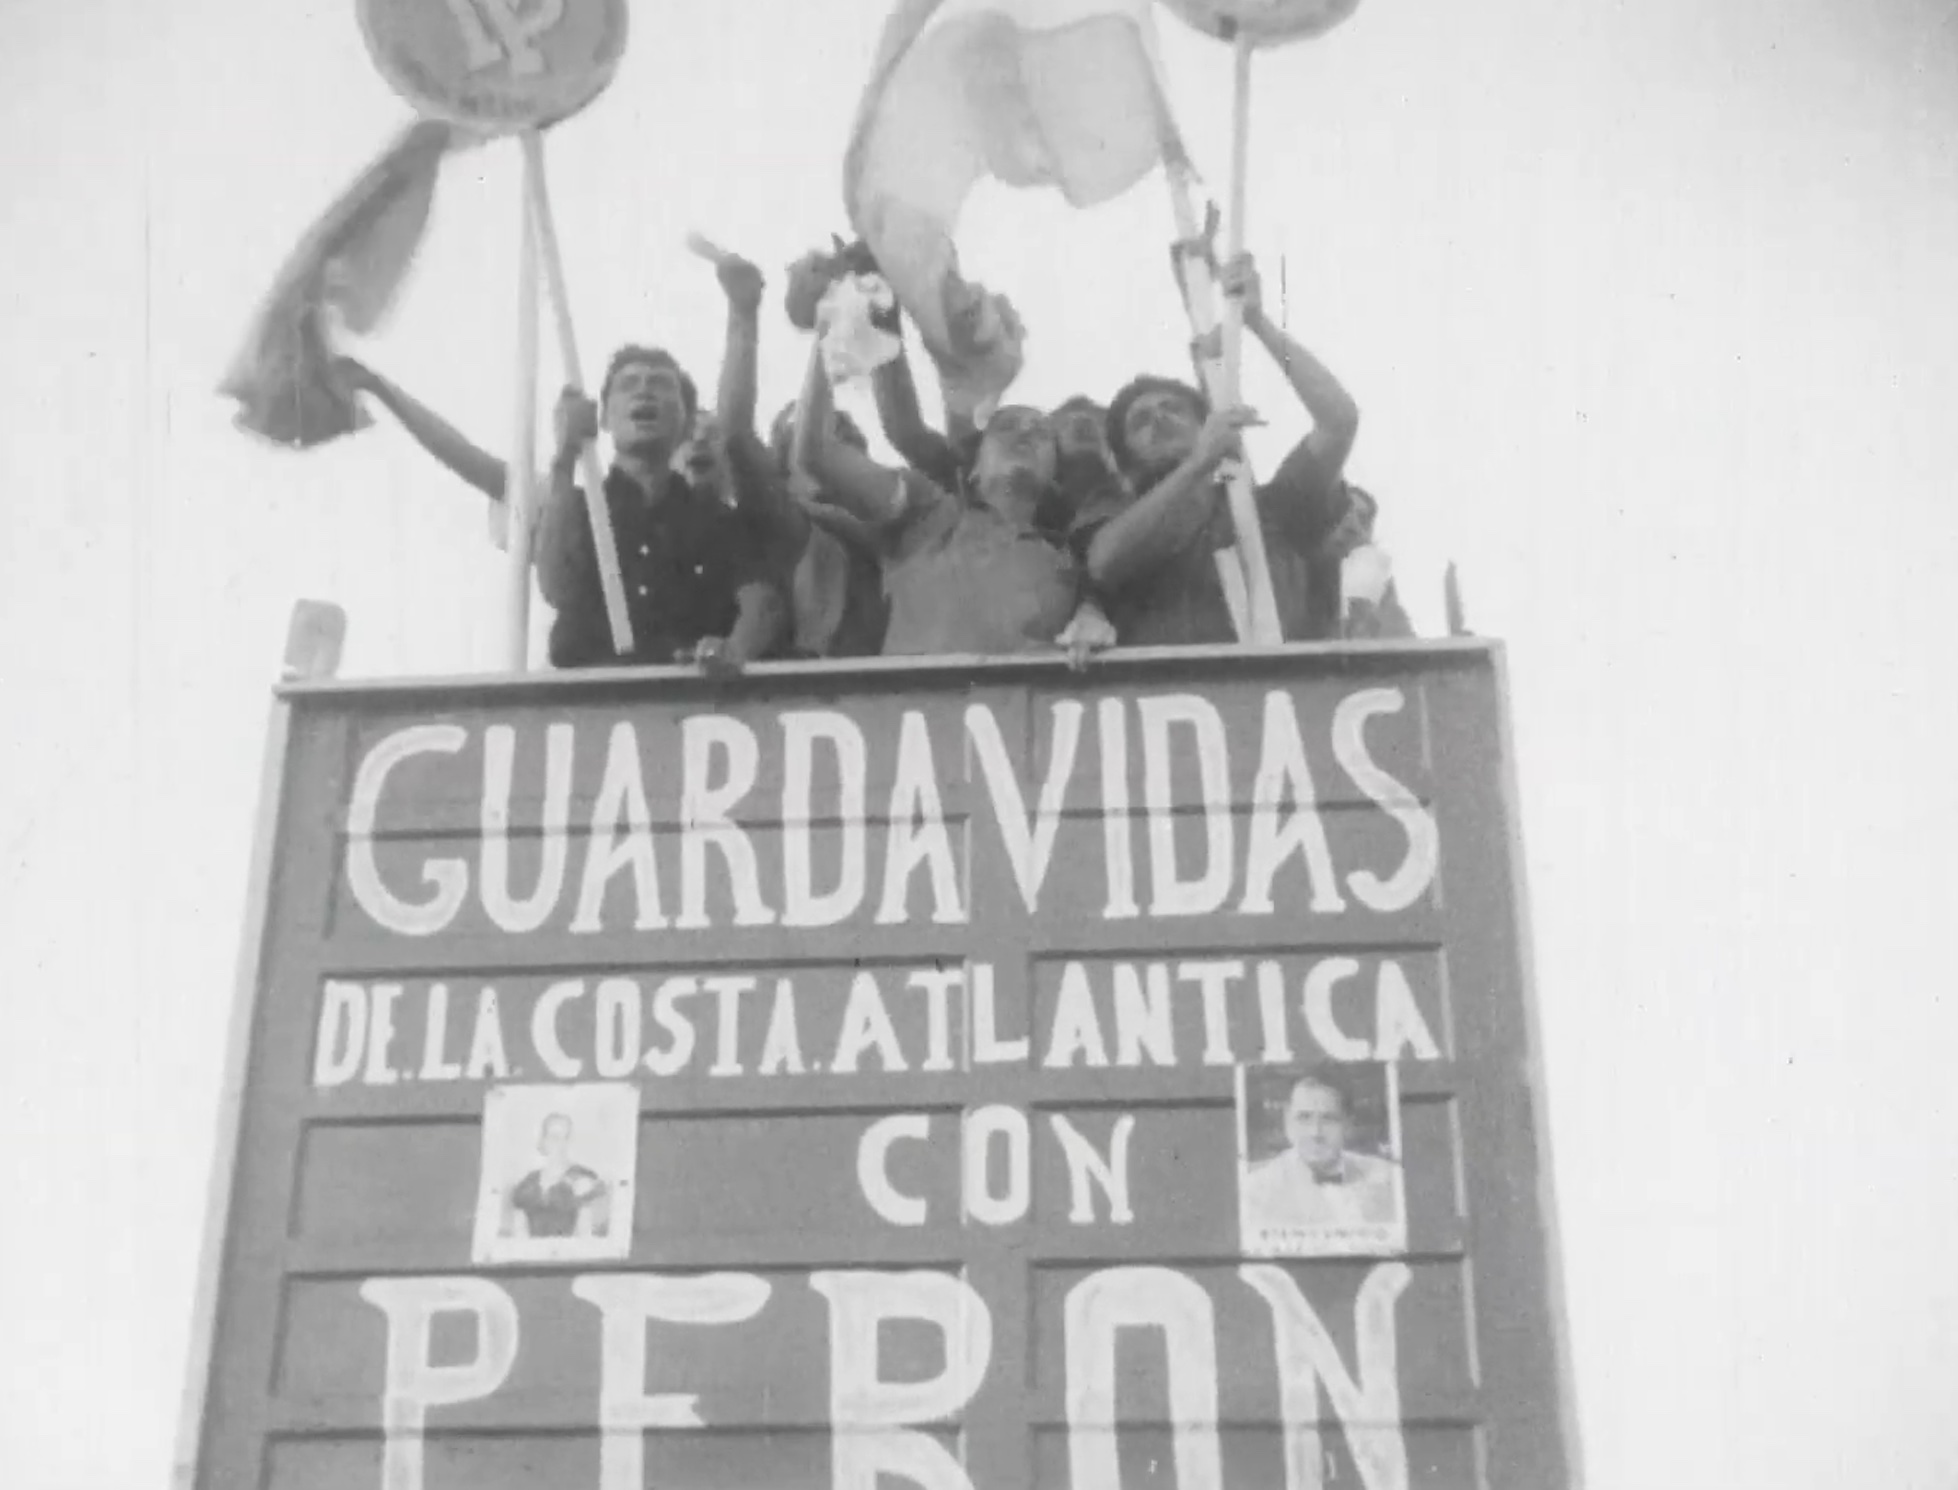 GUARDAVIDAS
DE.LA.COSTA.ATLANTICA
CON
PERON